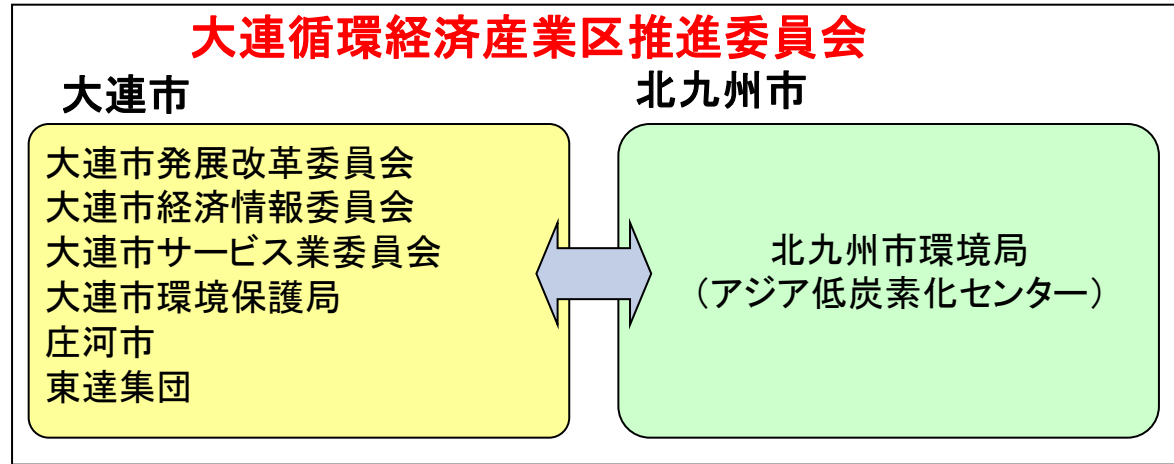 大連循環経済産業区推進委員会
大連市
大連市発展改革委員会
大連市経済情報委員会
大連市サービス業委員会
大連市環境保護局
庄河市
東達集団
北九州市
北九州市環境局
(アジア低炭素化センター)